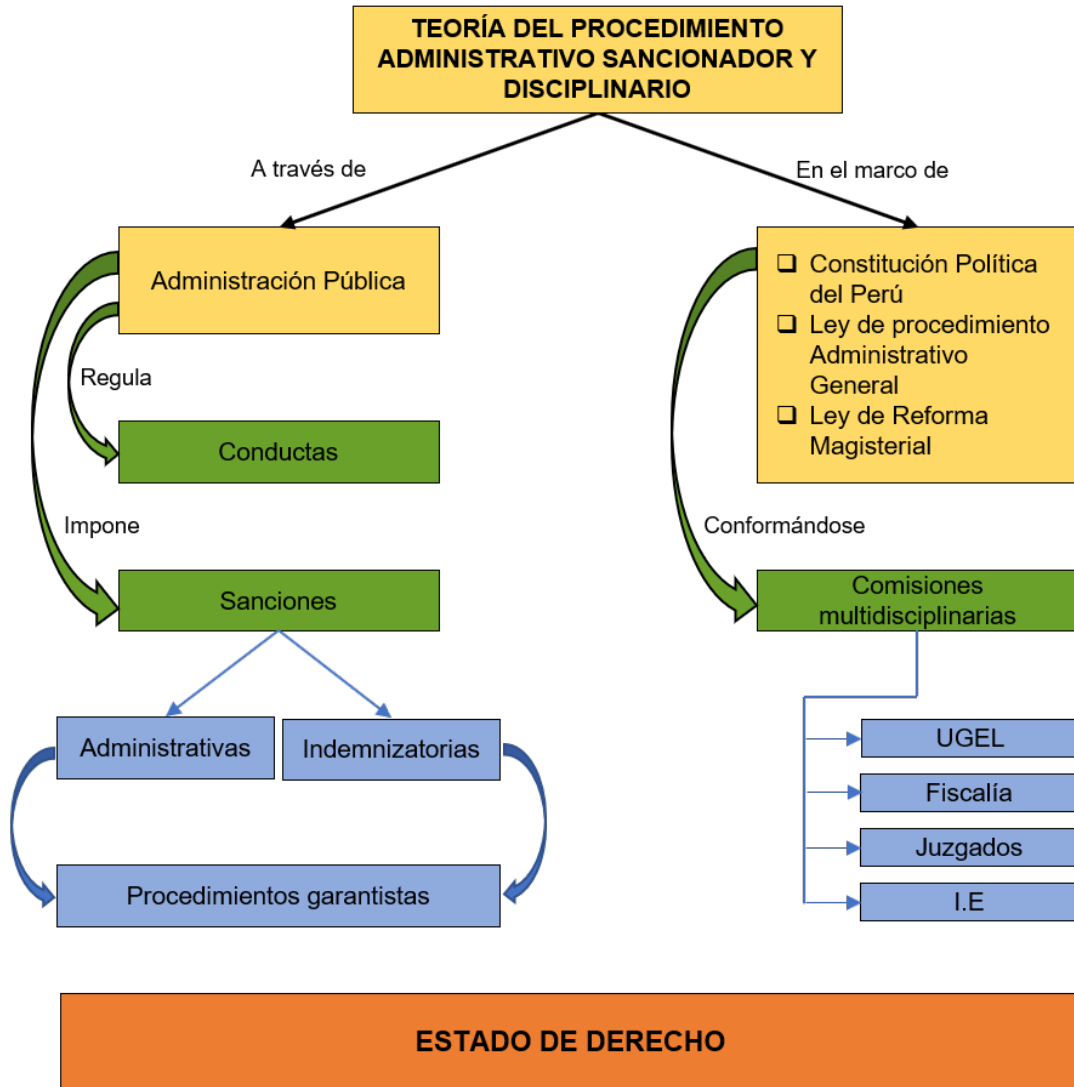 TEORÍA DEL PROCEDIMIENTO
ADMINISTRATIVO SANCIONADOR Y
DISCIPLINARIO
A través de
En el marco de
Administración Pública
❑ Constitución Política
del Perú
❑ Ley de procedimiento
Administrativo
General
❑ Ley de Reforma
Magisterial
Regula
Conductas
Impone
Conformándose
Sanciones
Comisiones
multidisciplinarias
Administrativas
Indemnizatorias
UGEL
Fiscalía
Juzgados
I.E
Procedimientos garantistas
ESTADO DE DERECHO